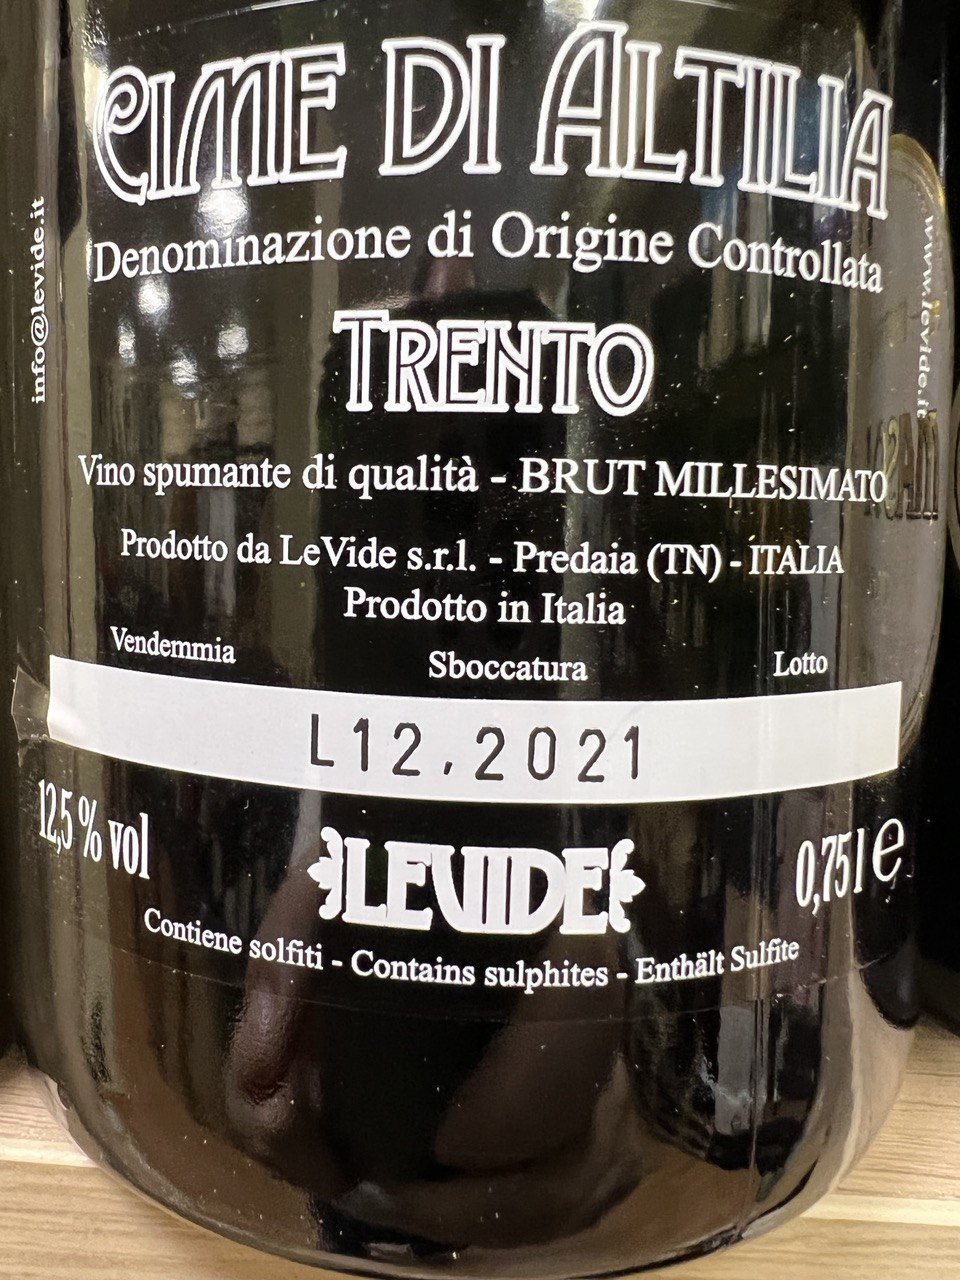 CIME DI ALTILIA
Denominazione di Origine Controllata
TRENTO
Vino spumante di qualità - BRUT MILLESIMATO
Prodotto da LeVide s.r.l. - Predaia (TN) - ITALIA
Prodotto in Italia
Vendemmia Sboccatura Lotto
L12.2021
12,5 % vol
0,75 l e
LEVIDE
Contiene solfiti - Contains sulphites - Enthält Sulfite
info@levide.it
www.levide.it